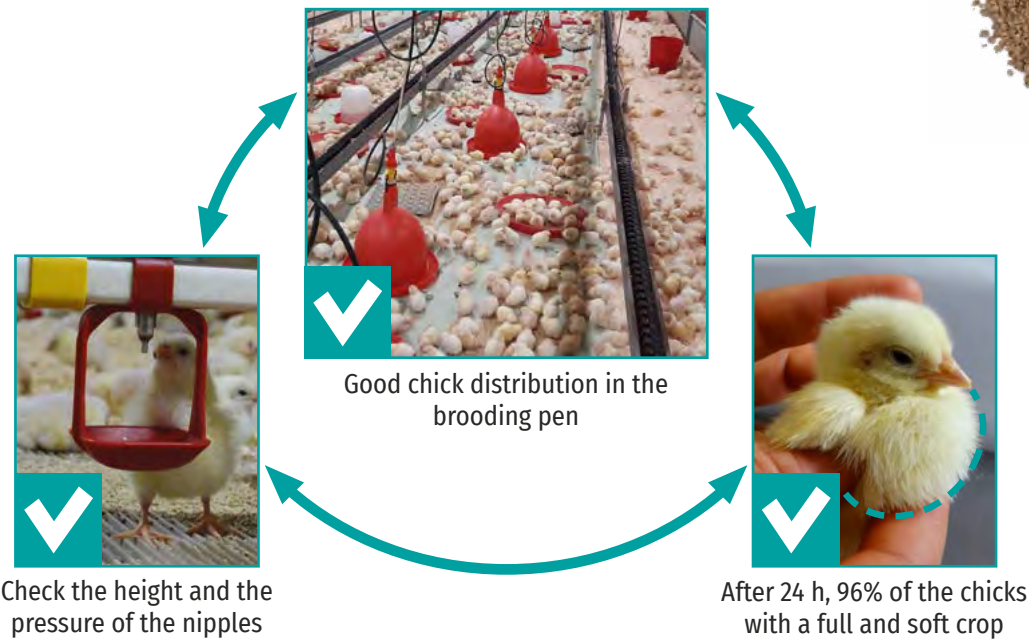 Good chick distribution in the
brooding pen
Check the height and the
pressure of the nipples
After 24 h, 96% of the chicks
with a full and soft crop